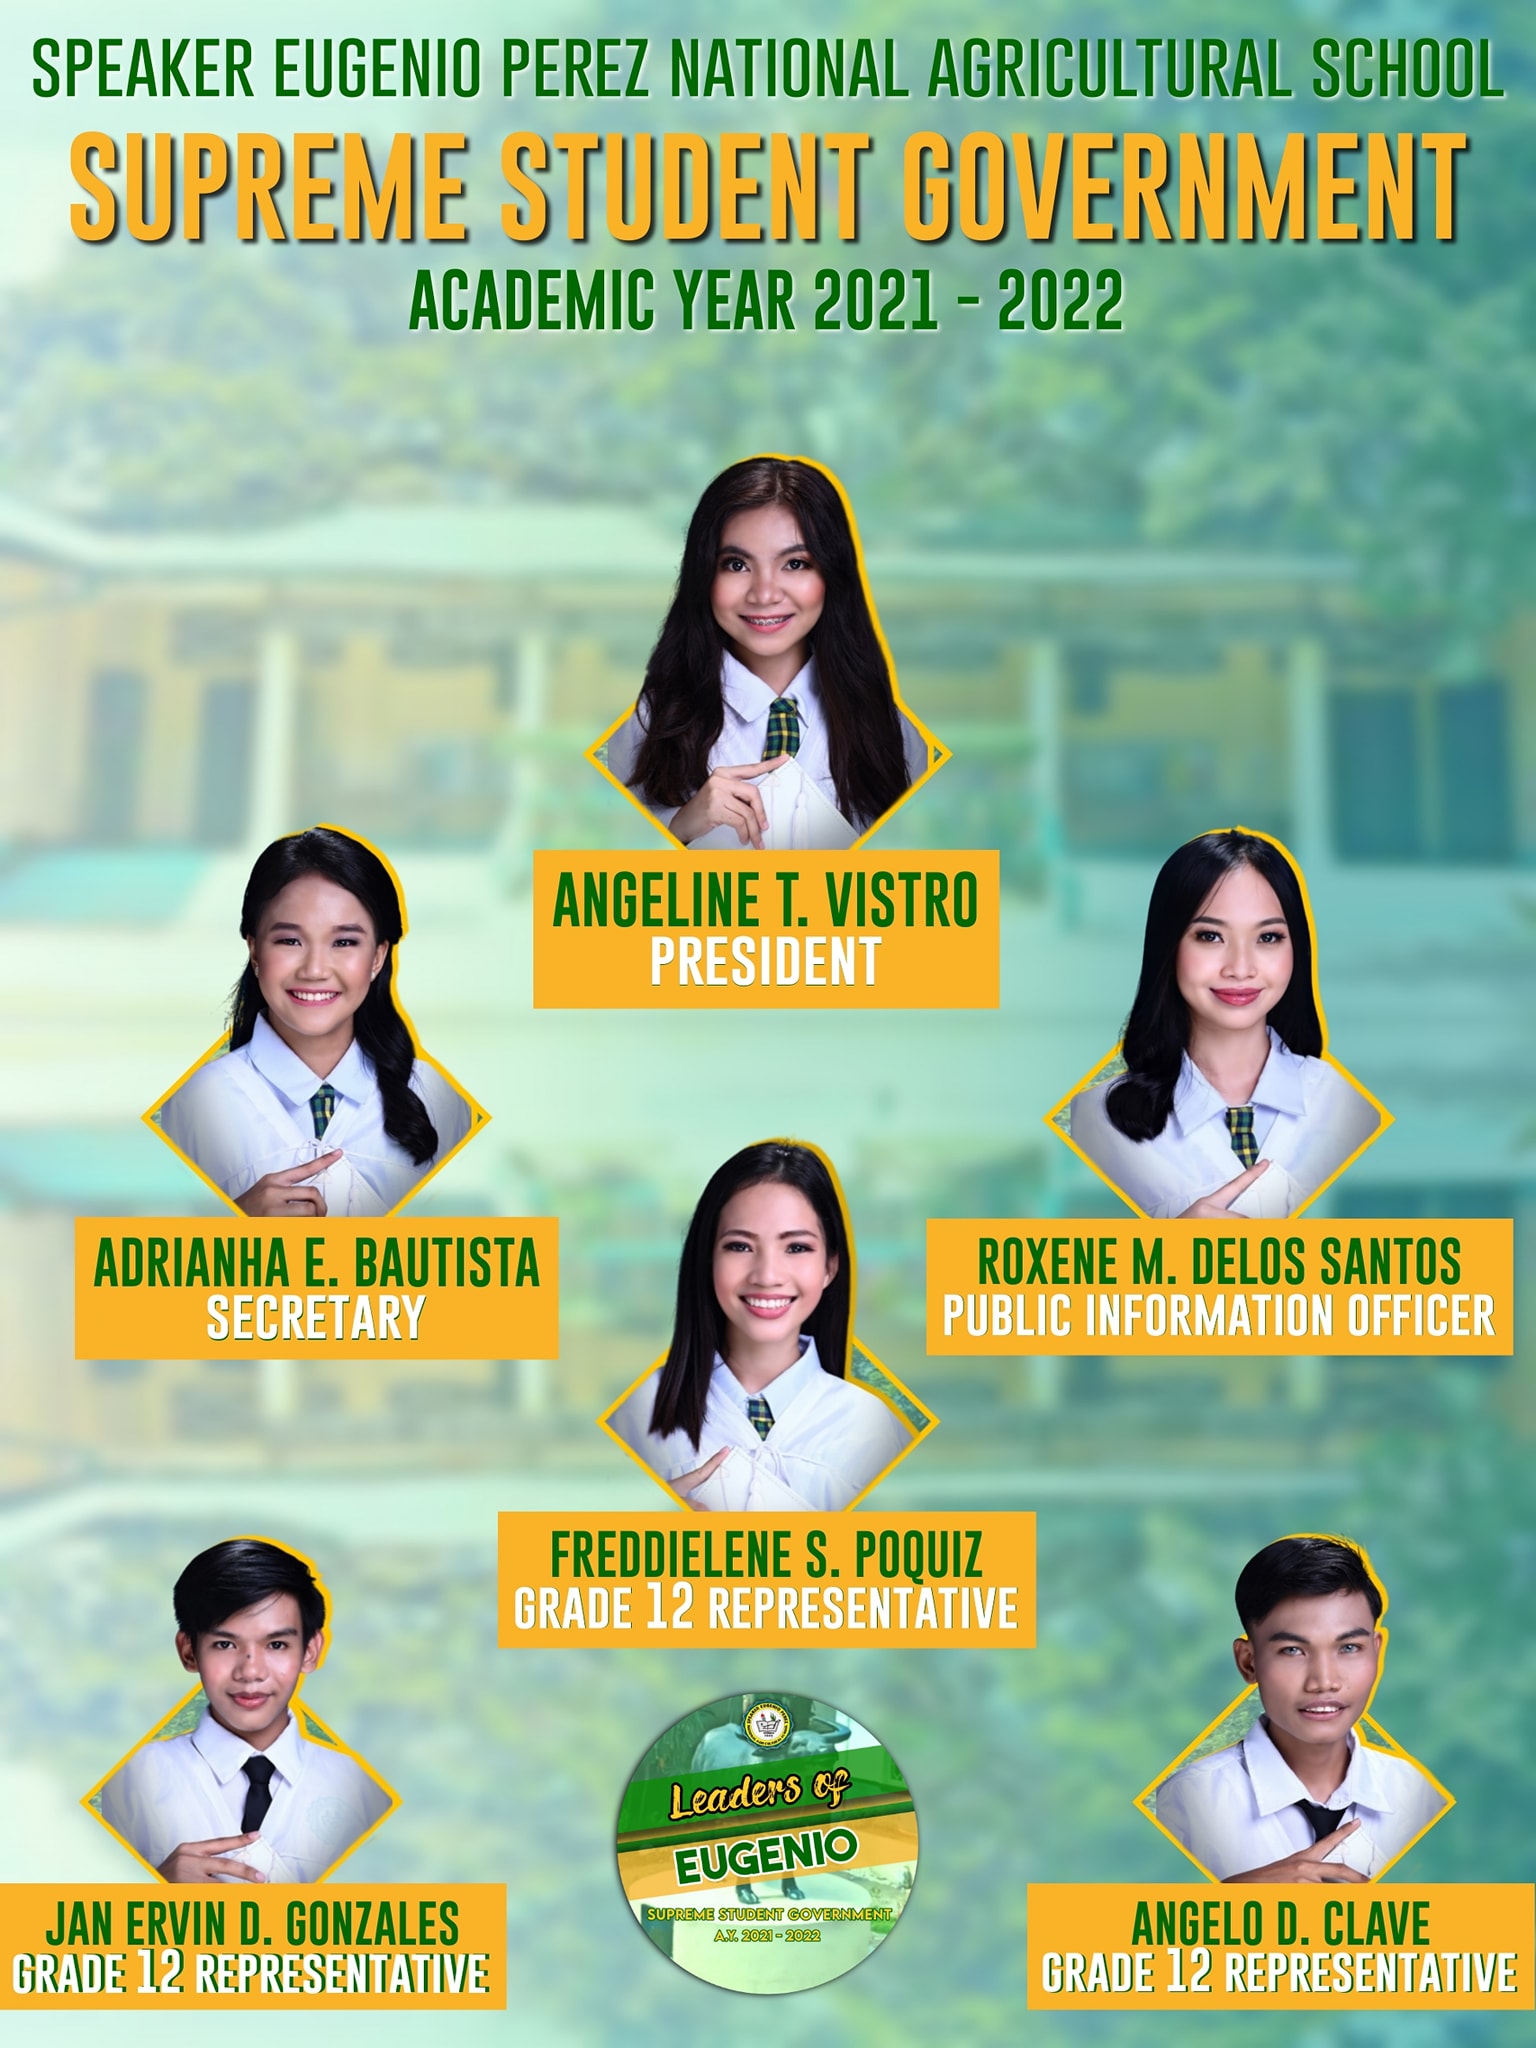 SPEAKER EUGENIO PEREZ NATIONAL AGRICULTURAL SCHOOL
SUPREME STUDENT GOVERNMENT
ACADEMIC YEAR 2021 - 2022
ANGELINE T. VISTRO
PRESIDENT
ADRIANHA E. BAUTISTA
SECRETARY
ROXENE M. DELOS SANTOS
PUBLIC INFORMATION OFFICER
FREDDIELENE S. POQUIZ
GRADE 12 REPRESENTATIVE
JAN ERVIN D. GONZALES
GRADE 12 REPRESENTATIVE
Leaders of
EUGENIO
SUPREME STUDENT GOVERNMENT
A.Y. 2021 - 2022
ANGELO D. CLAVE
GRADE 12 REPRESENTATIVE